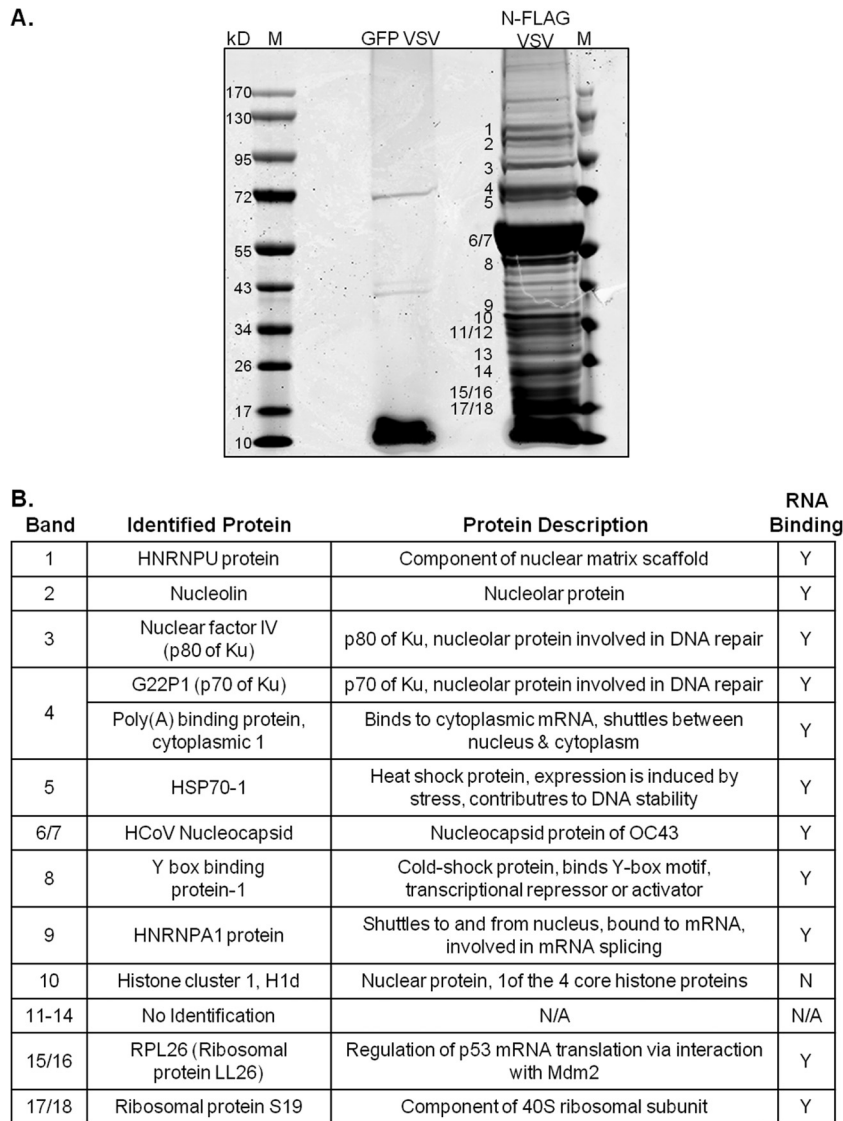 A.
N-FLAG
kD M GFP VSV VSV M
170
130
95
72
55
43
34
26
17
10
1
2
3
4
5
6/7
8
9
10
11/12
13
14
15/16
17/18
B.
RNA
Band Identified Protein Protein Description Binding
1 HNRNPU protein Component of nuclear matrix scaffold Y
2 Nucleolin Nucleolar protein Y
3 Nuclear factor IV
(p80 of Ku) p80 of Ku, nucleolar protein involved in DNA repair Y
4 G22P1 (p70 of Ku) p70 of Ku, nucleolar protein involved in DNA repair Y
Poly(A) binding protein,
cytoplasmic 1 Binds to cytoplasmic mRNA, shuttles between
nucleus & cytoplasm Y
5 HSP70-1 Heat shock protein, expression is induced by
stress, contributres to DNA stability Y
6/7 HCoV Nucleocapsid Nucleocapsid protein of OC43 Y
8 Y box binding
protein-1 Cold-shock protein, binds Y-box motif,
transcriptional repressor or activator Y
9 HNRNPA1 protein Shuttles to and from nucleus, bound to mRNA,
involved in mRNA splicing Y
10 Histone cluster 1, H1d Nuclear protein, 1of the 4 core histone proteins N
11-14 No Identification N/A N/A
15/16 RPL26 (Ribosomal
protein LL26) Regulation of p53 mRNA translation via interaction
with Mdm2 Y
17/18 Ribosomal protein S19 Component of 40S ribosomal subunit Y